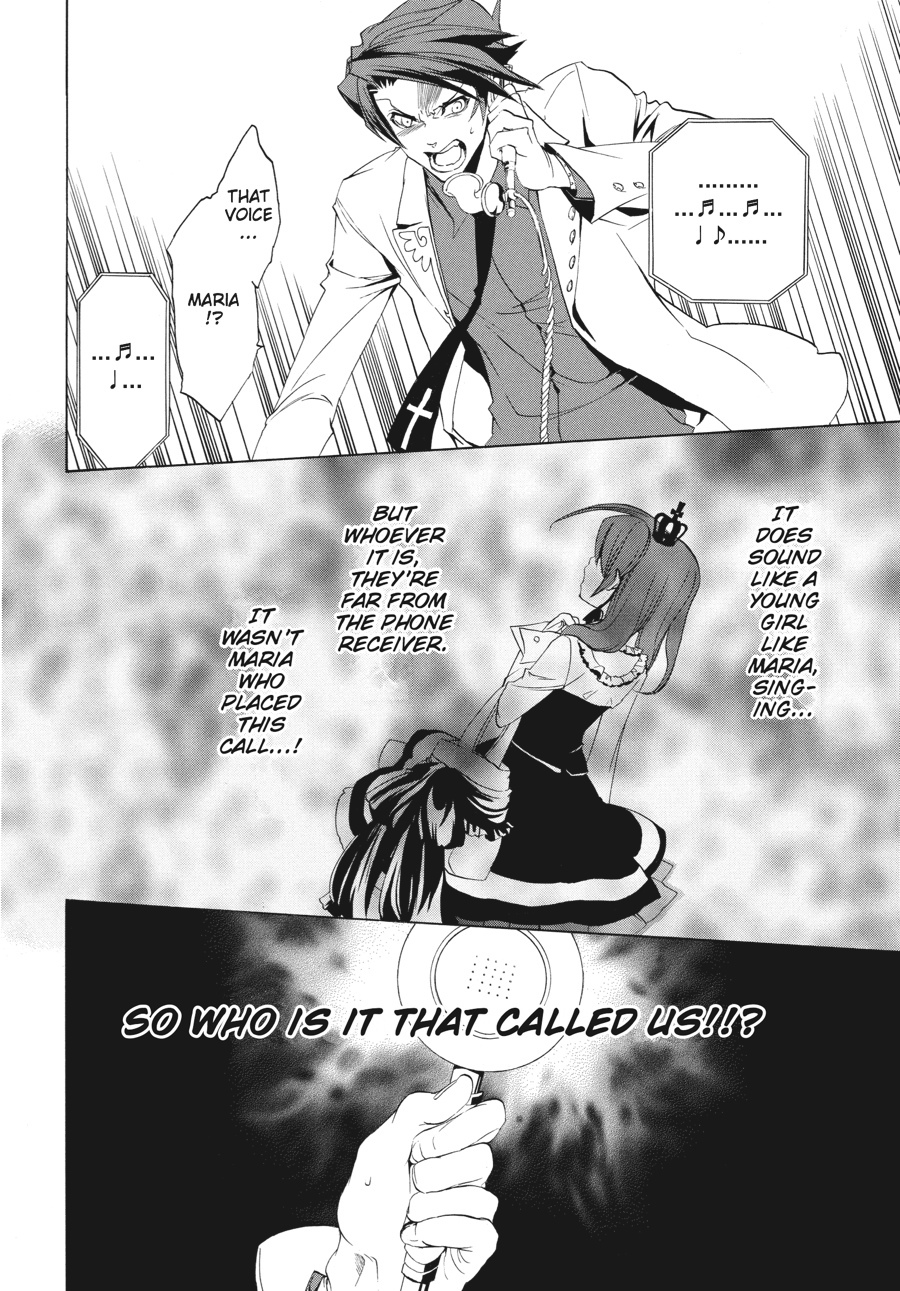 .........
...♬...♬...
♩♪......
THAT
VOICE
...
MARIA
!?
...♬...
♩...
IT
DOES
SOUND
LIKE A
YOUNG
GIRL
LIKE
MARIA,
SING-
ING...
BUT
WHOEVER
IT IS,
THEY'RE
FAR FROM
THE PHONE
RECEIVER.
IT
WASN'T
MARIA
WHO
PLACED
THIS
CALL...!
SO WHO IS IT THAT CALLED US!!?